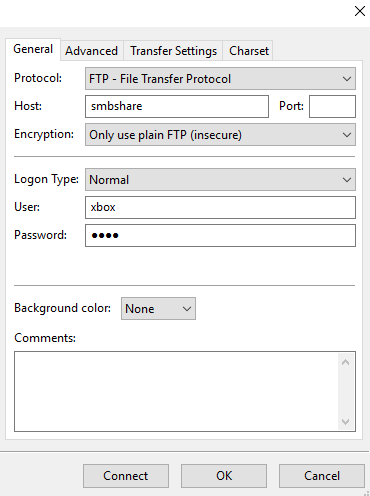 General Advanced Transfer Settings Charset
Protocol: FTP - File Transfer Protocol
Host: smbshare Port:
Encryption: Only use plain FTP (insecure)
Logon Type: Normal
User: xbox
Password: ●●●●
Background color: None
Comments:
Connect OK Cancel